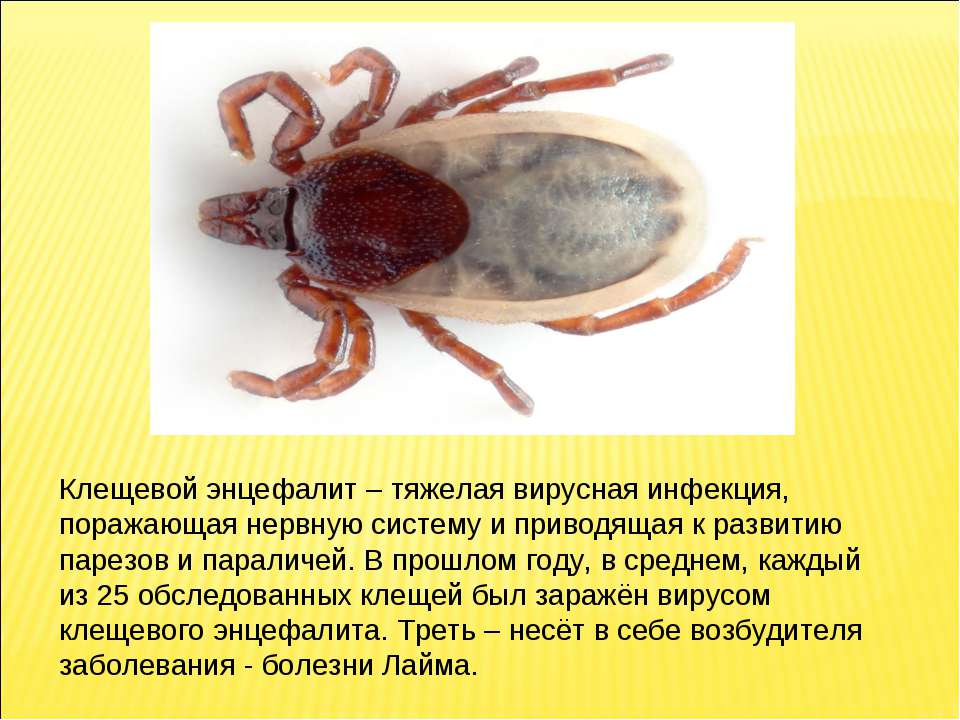 Клещевой энцефалит – тяжелая вирусная инфекция,
поражающая нервную систему и приводящая к развитию
парезов и параличей. В прошлом году, в среднем, каждый
из 25 обследованных клещей был заражён вирусом
клещевого энцефалита. Треть – несёт в себе возбудителя
заболевания - болезни Лайма.